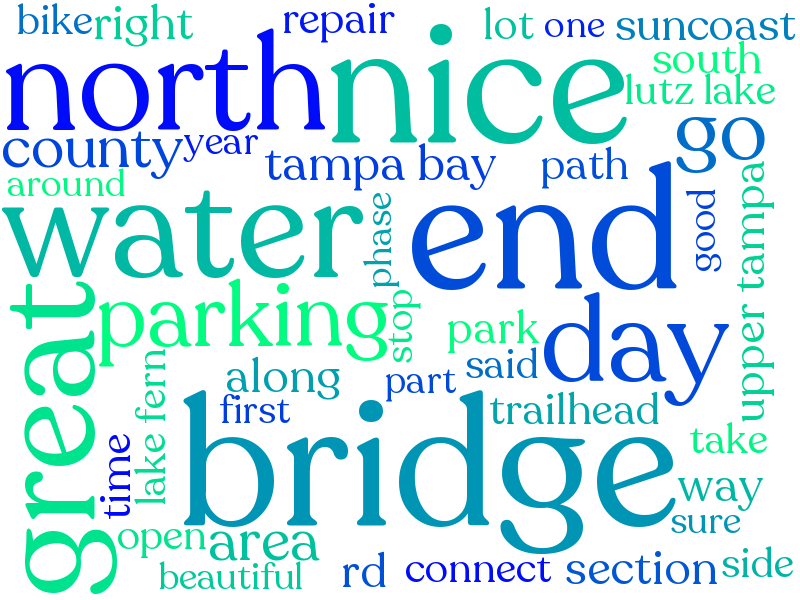 bike right repair lot one suncoast
north nice south
lutz lake
county year go
tampa bay path
around
water end good
phase
upper tampa
great parking stop park day
along part said
lake fern
first trailhead
time bridge take
way
sure
open area
beautiful rd connect section side